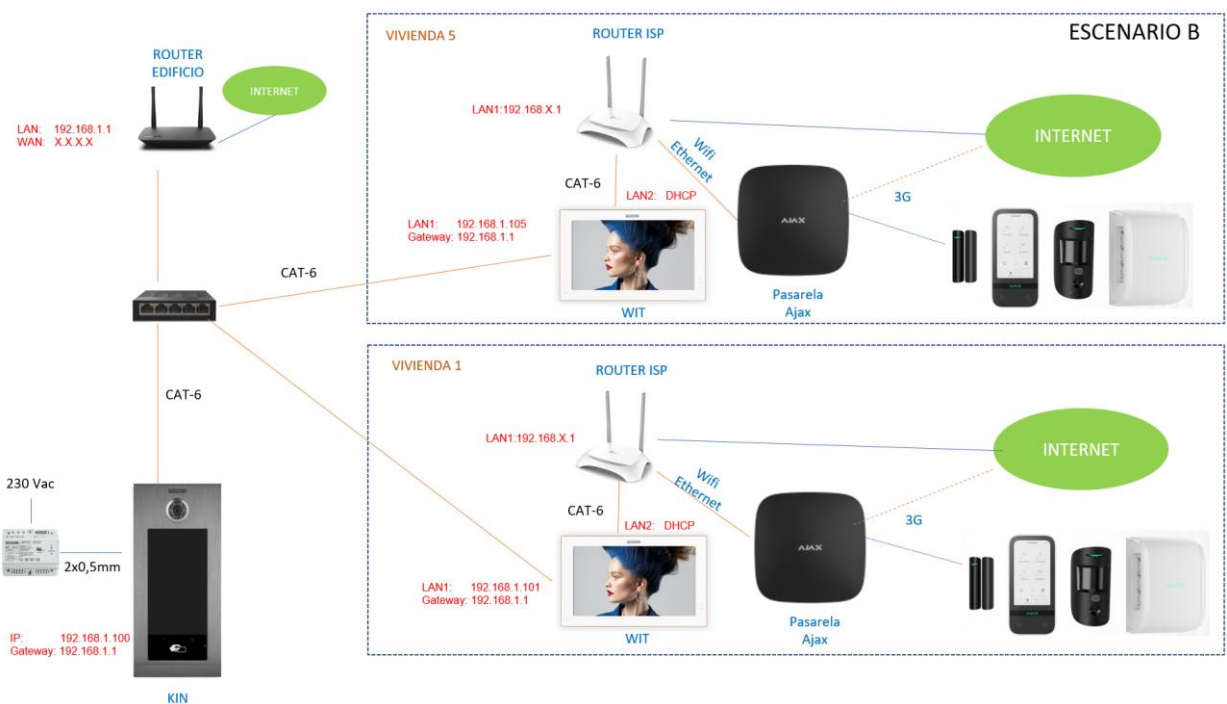 ESCENARIO B
VIVIENDA 5
ROUTER ISP
ROUTER
EDIFICIO
INTERNET
LAN: 192.168.1.1
WAN: X.X.X.X
LAN1:192.168.X.1
INTERNET
Wifi
Ethernet
CAT-6
LAN2: DHCP
3G
AJAX
LAN1: 192.168.1.105
Gateway: 192.168.1.1
CAT-6
Pasarela
Ajax
WIT
VIVIENDA 1
ROUTER ISP
CAT-6
LAN1:192.168.X.1
INTERNET
Wifi
Ethernet
230 Vac
CAT-6
LAN2: DHCP
3G
AJAX
2x0,5mm
LAN1: 192.168.1.101
Gateway: 192.168.1.1
Pasarela
Ajax
WIT
IP: 192.168.1.100
Gateway: 192.168.1.1
KIN